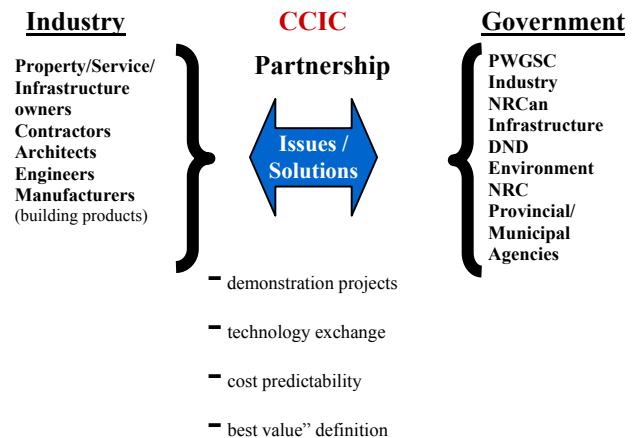 Industry
Property/Service/
Infrastructure
owners
Contractors
Architects
Engineers
Manufacturers
(building products)
CCIC
Partnership
Issues /
Solutions
Government
PWGSC
Industry
NRCan
Infrastructure
DND
Environment
NRC
Provincial/
Municipal
Agencies
- demonstration projects
- technology exchange
- cost predictability
- best value” definition